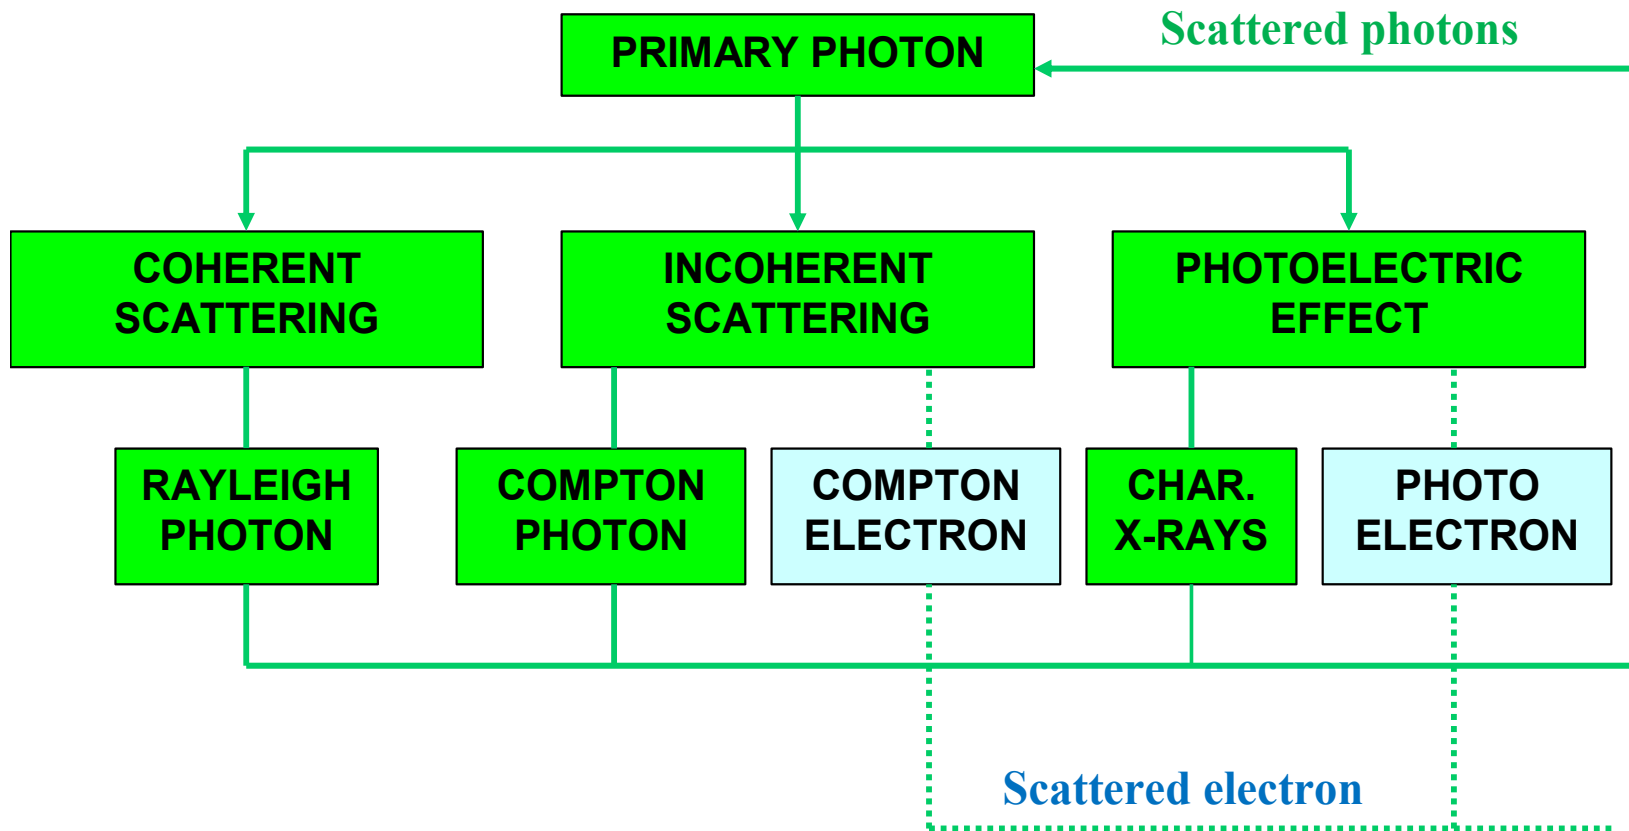 PRIMARY PHOTON
Scattered photons
COHERENT
SCATTERING
INCOHERENT
SCATTERING
PHOTOELECTRIC
EFFECT
RAYLEIGH
PHOTON
COMPTON
PHOTON
COMPTON
ELECTRON
CHAR.
X-RAYS
PHOTO
ELECTRON
Scattered electron